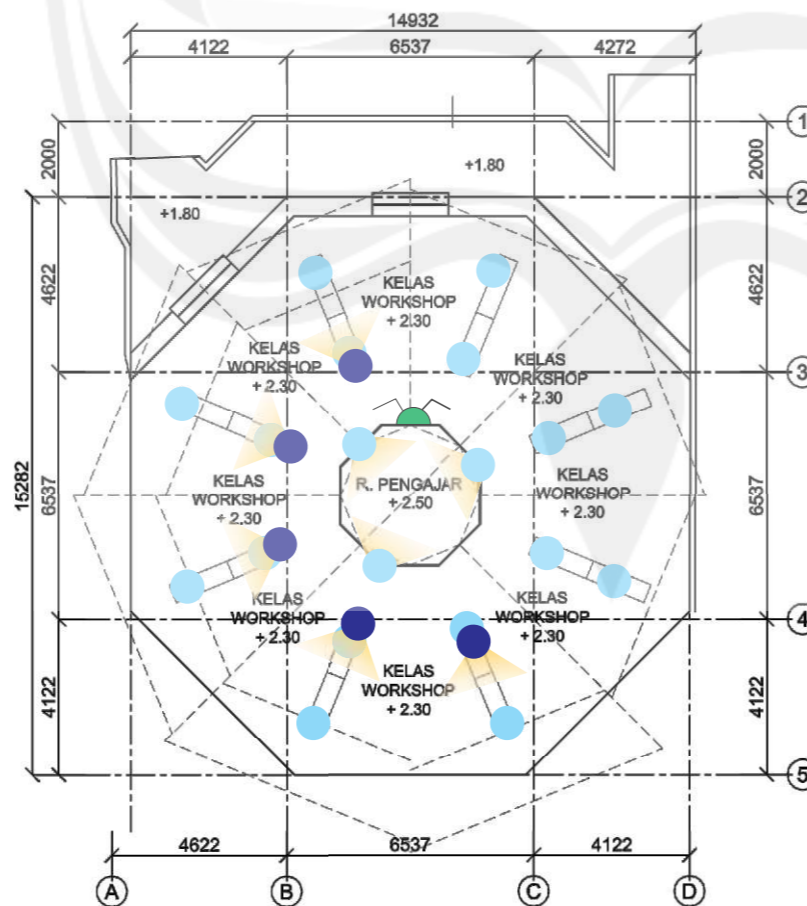 14932
4122
6537
4272
1
2000
2000
+1.80
+1.80
2
4622
4622
KELAS
WORKSHOP
+ 2.30
KELAS
WORKSHOP
+ 2.30
KELAS
WORKSHOP
+ 2.30
3
15282
6537
6537
KELAS
WORKSHOP
+ 2.30
R. PENGAJAR
+ 2.50
KELAS
WORKSHOP
+ 2.30
KELAS
WORKSHOP
+ 2.30
KELAS
WORKSHOP
+ 2.30
4
KELAS
WORKSHOP
+ 2.30
4122
4122
5
4622
6537
4122
A
B
C
D